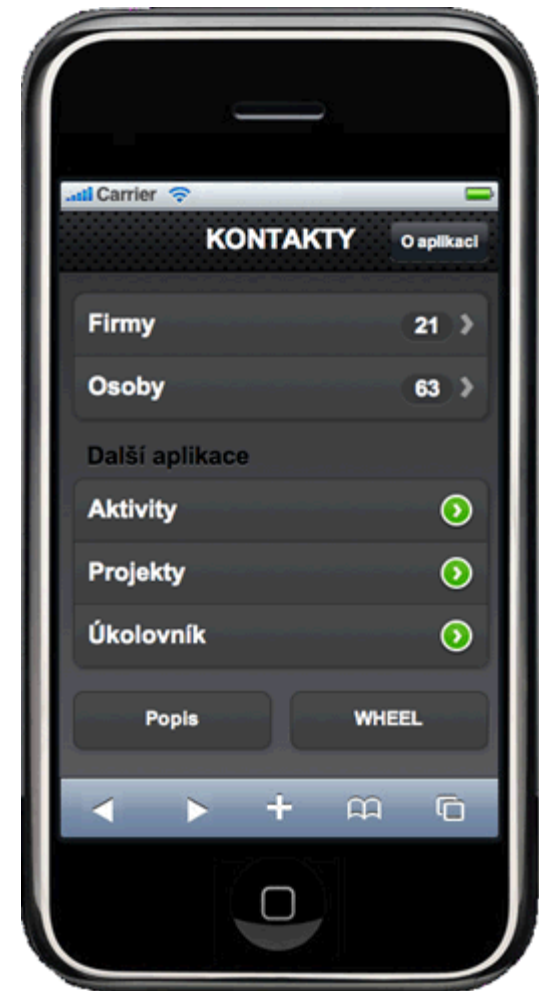 Carrier
KONTAKTY O aplikaci
Firmy 21
Osoby 63
Další aplikace
Aktivity
Projekty
Úkolovník
Popis WHEEL